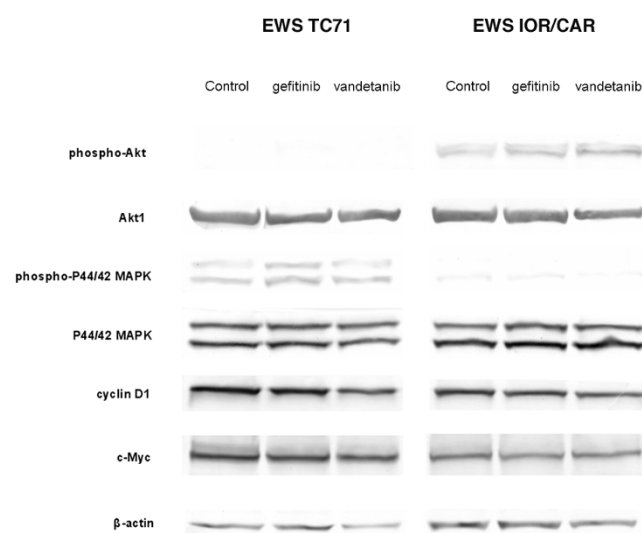 EWS TC71 EWS IOR/CAR
Control gefitinib vandetanib Control gefitinib vandetanib
phospho-Akt
Akt1
phospho-P44/42 MAPK
P44/42 MAPK
cyclin D1
c-Myc
β-actin